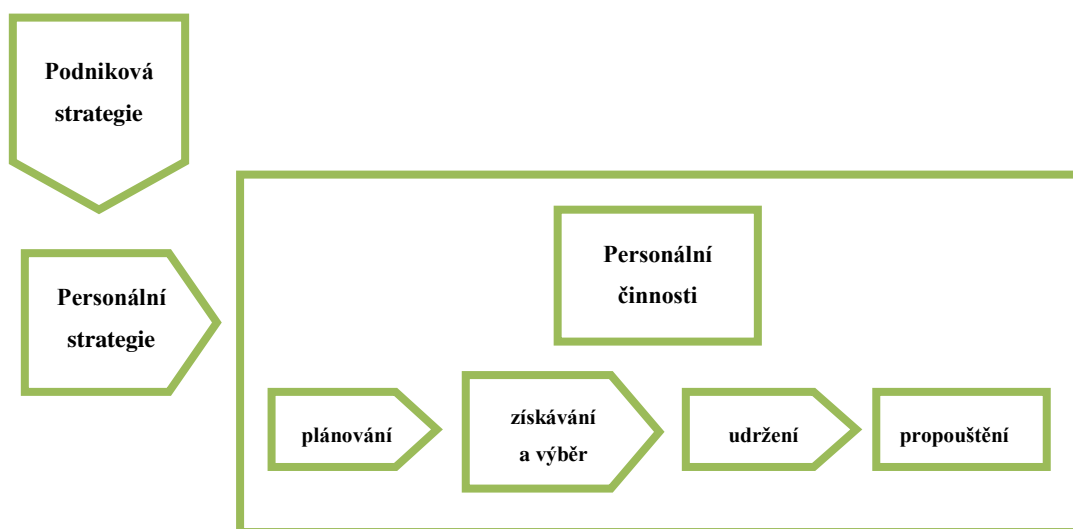 Podniková
strategie
Personální
strategie
Personální
činnosti
plánování
získávání
a výběr
udržení
propouštění